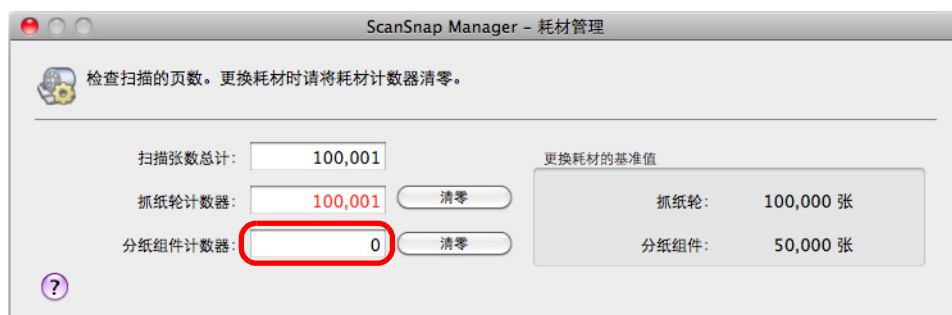 ScanSnap Manager – 耗材管理
检查扫描的页数。更换耗材时请将耗材计数器清零。
扫描张数总计: 100,001
更换耗材的基准值
抓纸轮计数器: 100,001 清零
抓纸轮: 100,000 张
分纸组件计数器: 0 清零
分纸组件: 50,000 张
?